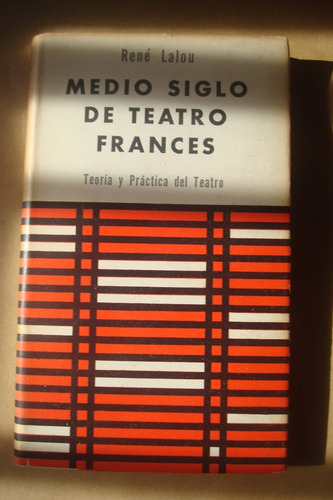 René Lalou
MEDIO SIGLO
DE TEATRO
FRANCES
Teoría y Práctica del Teatro